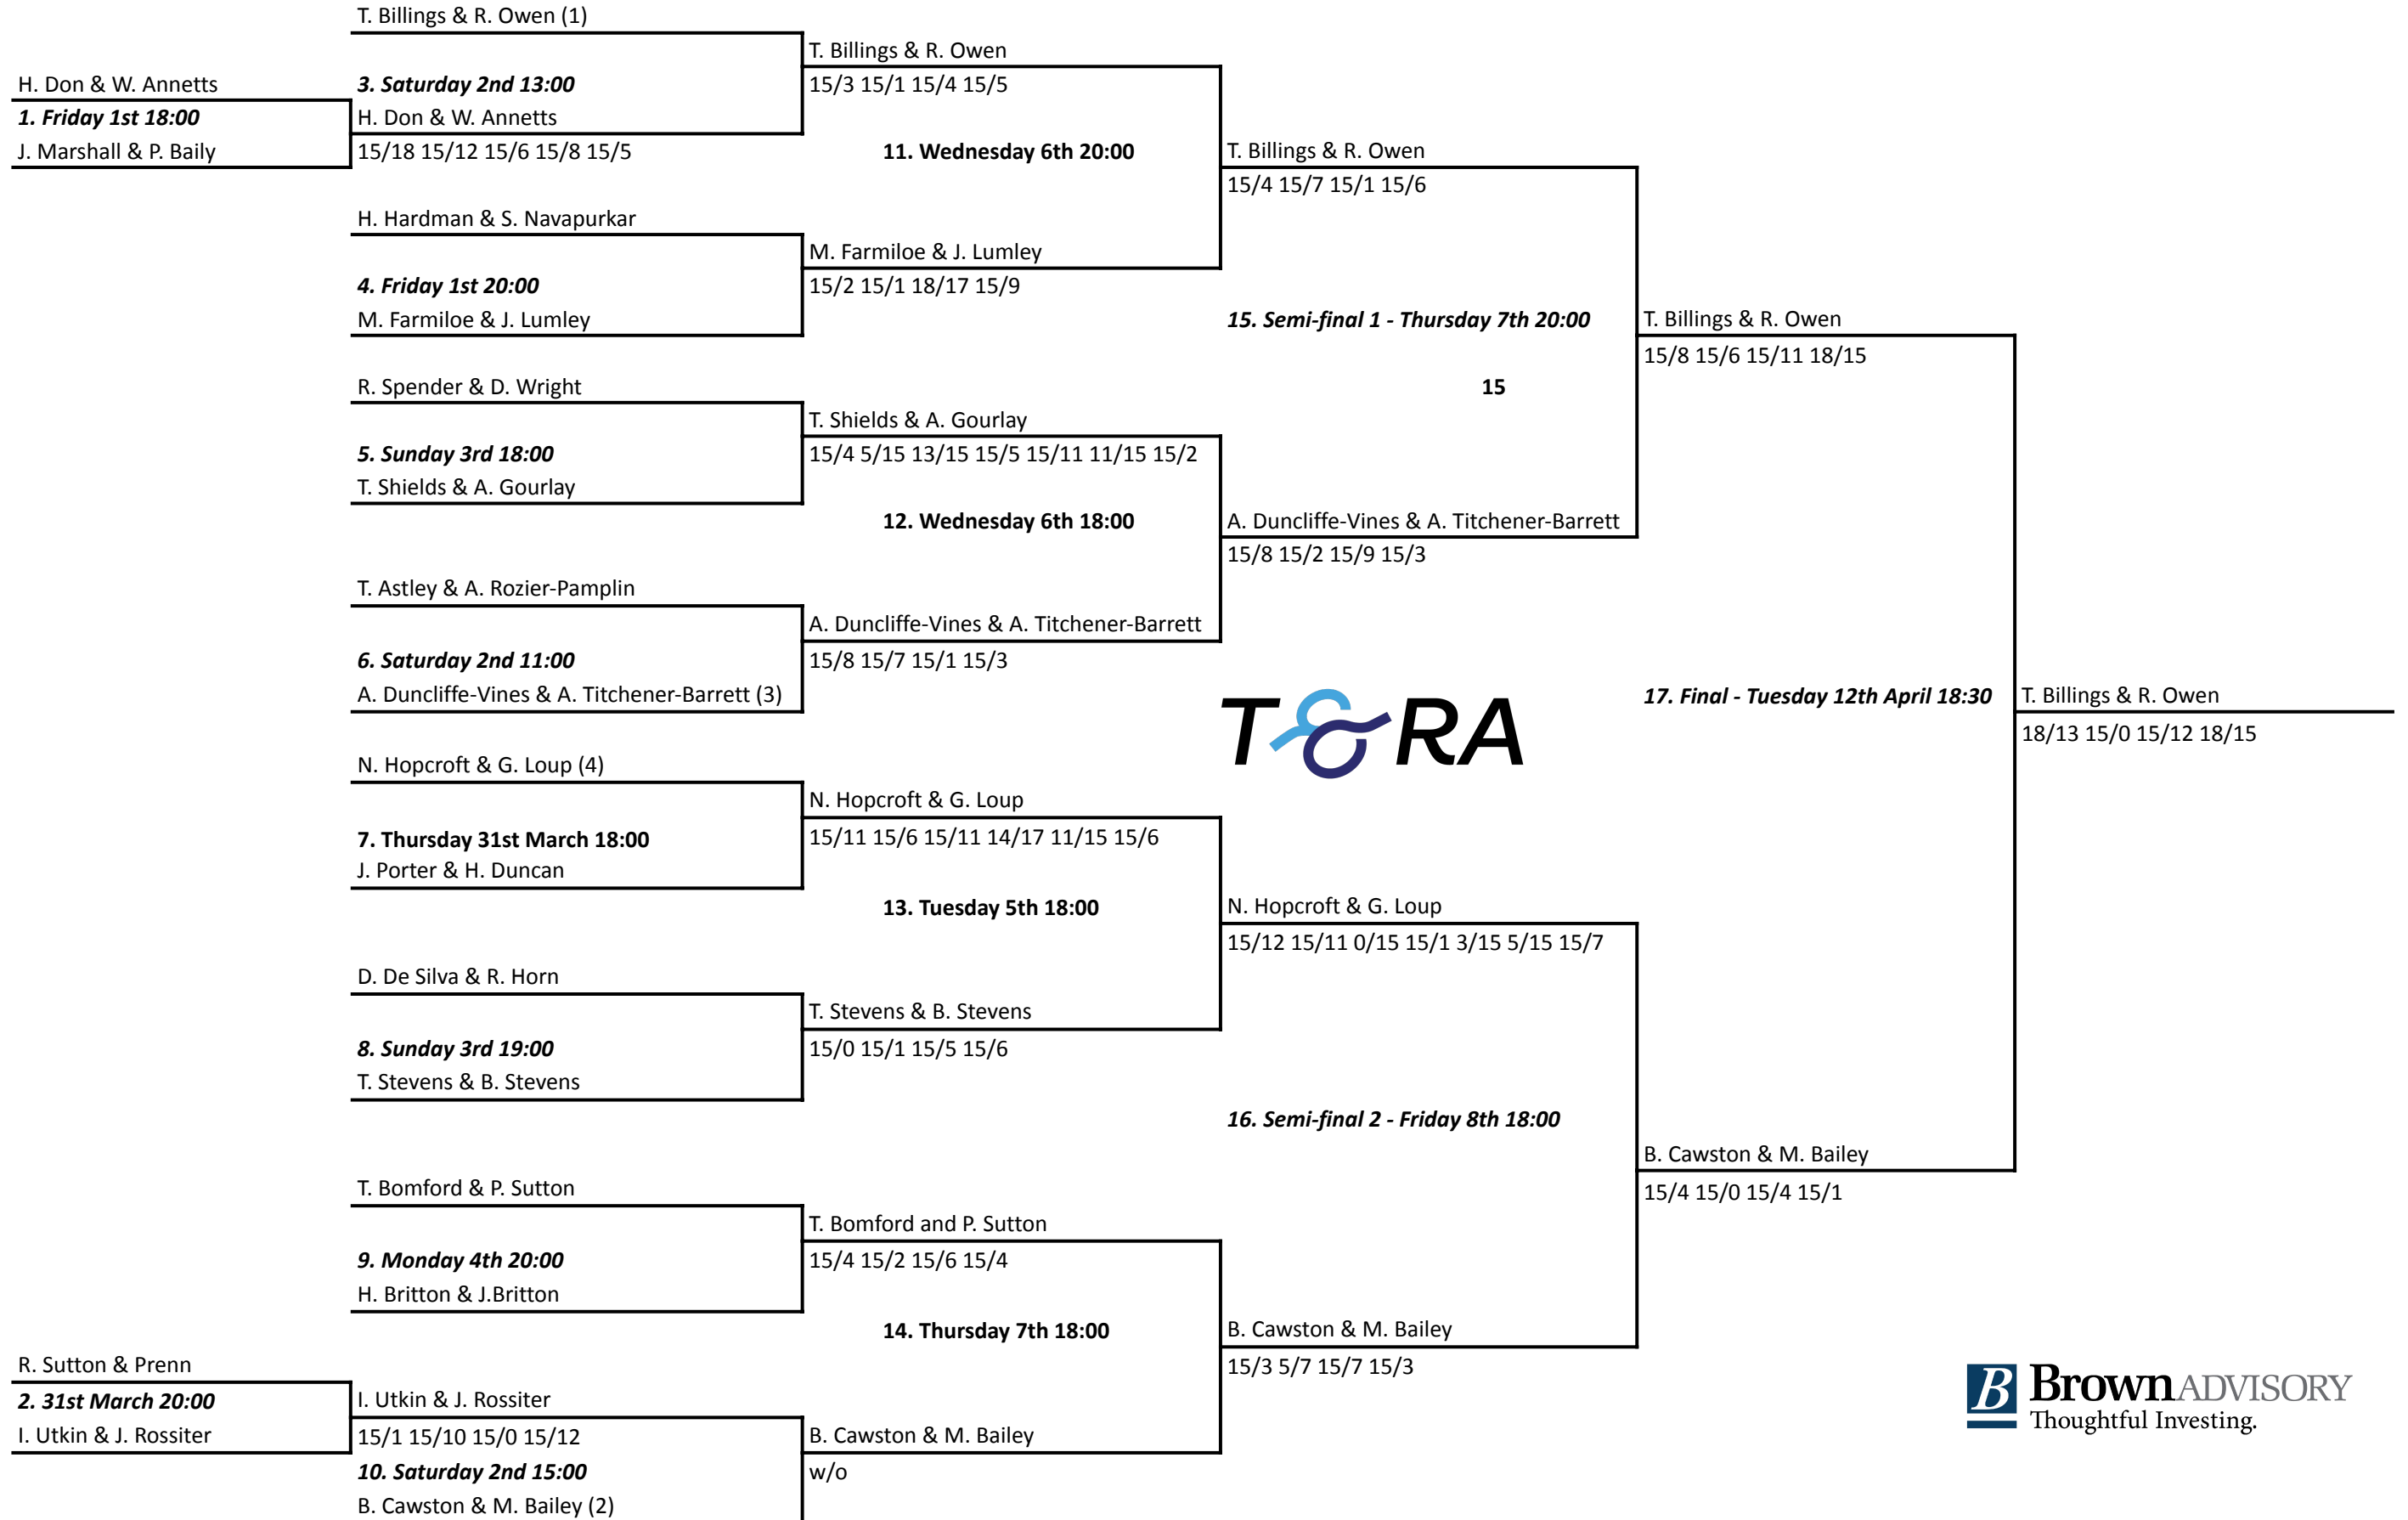 T. Billings & R. Owen (1)
T. Billings & R. Owen
H. Don & W. Annetts
3. Saturday 2nd 13:00
15/3 15/1 15/4 15/5
1. Friday 1st 18:00
H. Don & W. Annetts
J. Marshall & P. Baily
15/18 15/12 15/6 15/8 15/5
11. Wednesday 6th 20:00
T. Billings & R. Owen
15/4 15/7 15/1 15/6
H. Hardman & S. Navapurkar
M. Farmiloe & J. Lumley
4. Friday 1st 20:00
15/2 15/1 18/17 15/9
M. Farmiloe & J. Lumley
15. Semi-final 1 - Thursday 7th 20:00
T. Billings & R. Owen
15/8 15/6 15/11 18/15
R. Spender & D. Wright
15
T. Shields & A. Gourlay
5. Sunday 3rd 18:00
15/4 5/15 13/15 15/5 15/11 11/15 15/2
T. Shields & A. Gourlay
12. Wednesday 6th 18:00
A. Duncliffe-Vines & A. Titchener-Barrett
15/8 15/2 15/9 15/3
T. Astley & A. Rozier-Pamplin
A. Duncliffe-Vines & A. Titchener-Barrett
6. Saturday 2nd 11:00
15/8 15/7 15/1 15/3
A. Duncliffe-Vines & A. Titchener-Barrett (3)
17. Final - Tuesday 12th April 18:30
T. Billings & R. Owen
18/13 15/0 15/12 18/15
T&RA
N. Hopcroft & G. Loup (4)
N. Hopcroft & G. Loup
7. Thursday 31st March 18:00
15/11 15/6 15/11 14/17 11/15 15/6
J. Porter & H. Duncan
13. Tuesday 5th 18:00
N. Hopcroft & G. Loup
15/12 15/11 0/15 15/1 3/15 5/15 15/7
D. De Silva & R. Horn
T. Stevens & B. Stevens
8. Sunday 3rd 19:00
15/0 15/1 15/5 15/6
T. Stevens & B. Stevens
16. Semi-final 2 - Friday 8th 18:00
B. Cawston & M. Bailey
15/4 15/0 15/4 15/1
T. Bomford & P. Sutton
T. Bomford and P. Sutton
9. Monday 4th 20:00
15/4 15/2 15/6 15/4
H. Britton & J.Britton
14. Thursday 7th 18:00
B. Cawston & M. Bailey
15/3 5/7 15/7 15/3
R. Sutton & Prenn
2. 31st March 20:00
I. Utkin & J. Rossiter
I. Utkin & J. Rossiter
15/1 15/10 15/0 15/12
B. Cawston & M. Bailey
10. Saturday 2nd 15:00
w/o
B. Cawston & M. Bailey (2)
B Brown ADVISORY
Thoughtful Investing.